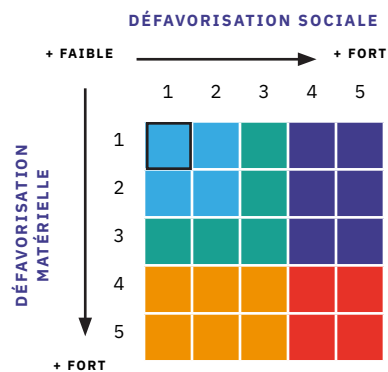 DÉFAVORISATION SOCIALE
+ FAIBLE
+ FORT
1 2 3 4 5
DÉFAVORISATION
MATÉRIELLE
1
2
3
4
5
+ FORT